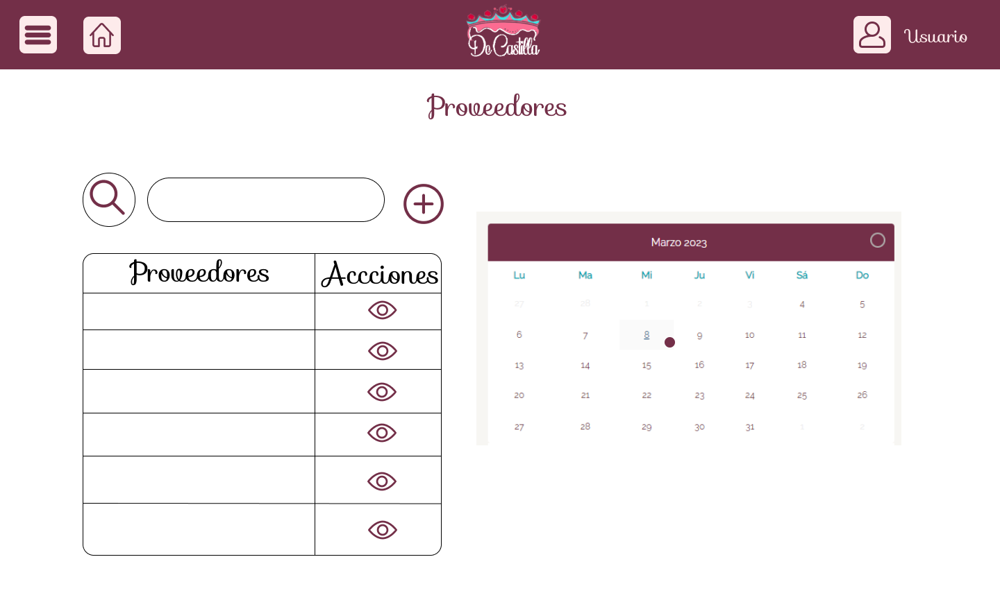 De Castilla
Usuario
Proveedores
Proveedores Accciones
Marzo 2023
Lu Ma Mi Ju Vi Sá Do
27 28 1 2 3 4 5
6 7 8 9 10 11 12
13 14 15 16 17 18 19
20 21 22 23 24 25 26
27 28 29 30 31 1 2